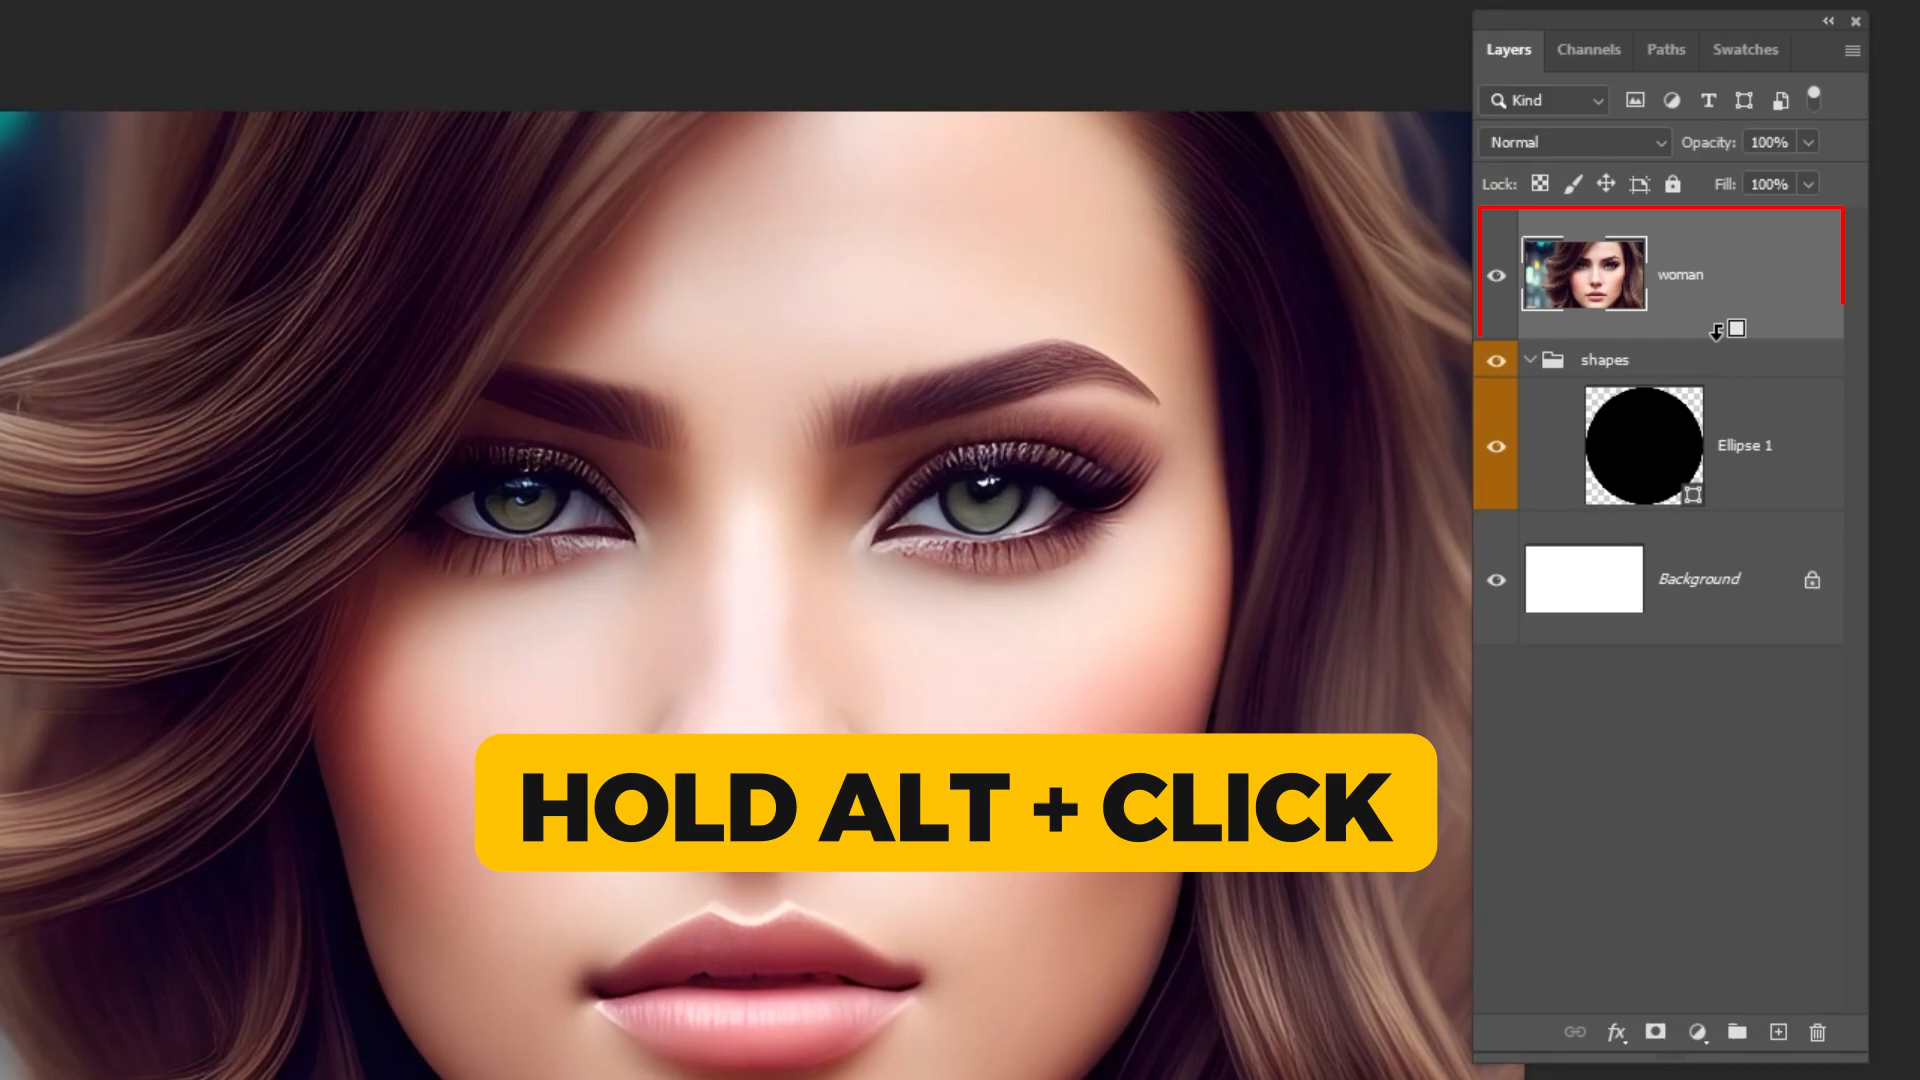 Layers Channels Paths Swatches
Kind
Normal Opacity: 100%
Lock: Fill: 100%
woman
shapes
Ellipse 1
Background
HOLD ALT + CLICK
fx